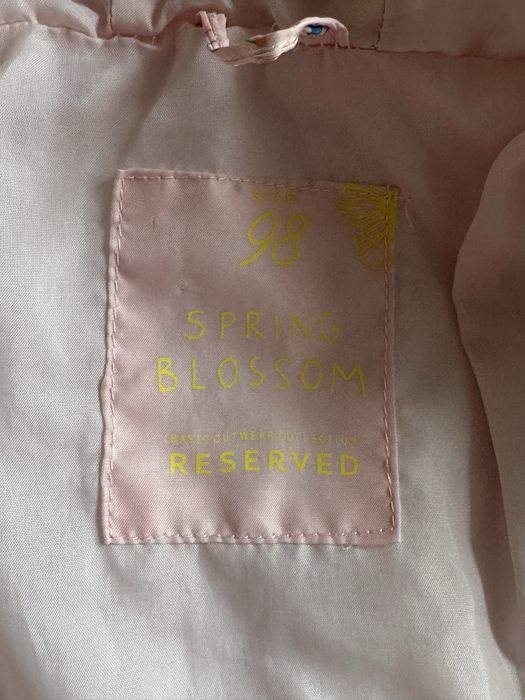 SIZE
98
SPRING
BLOSSOM
BASIC OUTWEAR COLLECTION
RESERVED